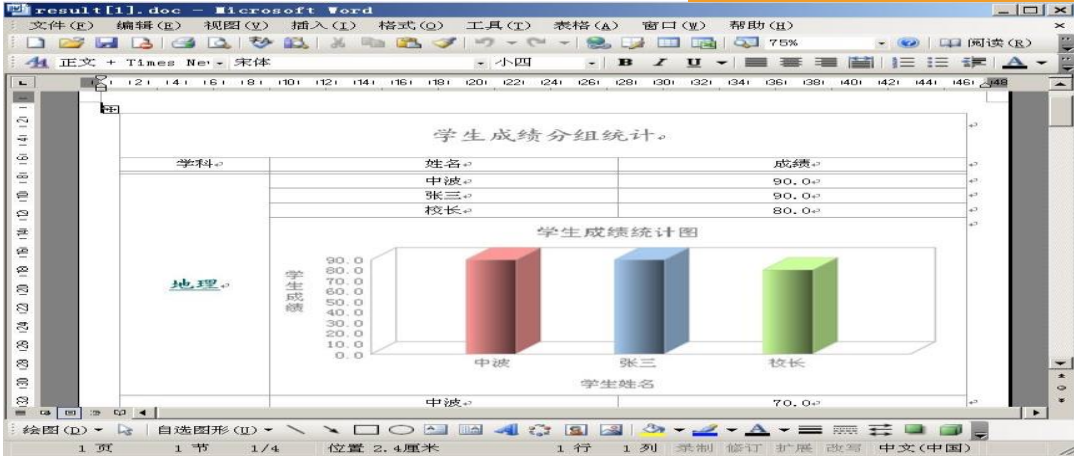 result[1].doc - Microsoft Word
文件(F) 编辑(E) 视图(V) 插入(I) 格式(O) 工具(T) 表格(A) 窗口(W) 帮助(H)
75% 阅读(R)
正文 + Times Ne 宋体 小四 B I U A
学生成绩分组统计
学科 姓名 成绩
中波 90.0
张三 90.0
校长 80.0
学生成绩统计图
地理
学生成绩
90.0
80.0
70.0
60.0
50.0
40.0
30.0
20.0
10.0
0.0
中波 张三 校长
学生姓名
中波 70.0
绘图(D) 自选图形(U)
1 页 1 节 1/4 位置 2.4厘米 1 行 1 列 录制 修订 扩展 改写 中文(中国)